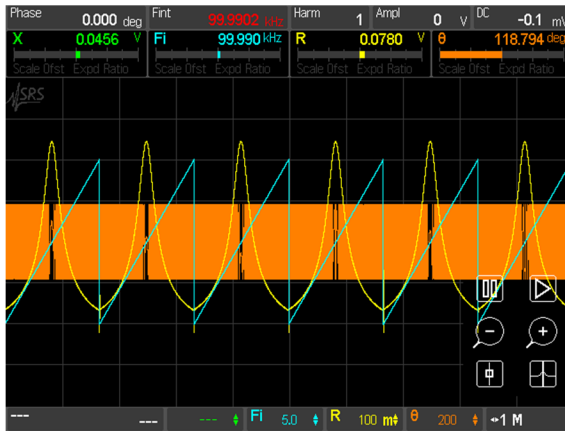 Phase 0.000 deg Fint 99.9902 kHz Harm 1 Ampl 0 V DC -0.1 mV
X 0.0456 V Fi 99.990 kHz R 0.0780 V θ 118.794 deg
Scale Ofst Expd Ratio Scale Ofst Expd Ratio Scale Ofst Expd Ratio Scale Ofst Expd Ratio
SRS
--- --- --- Fi 5.0 R 100 m θ 200 1 M